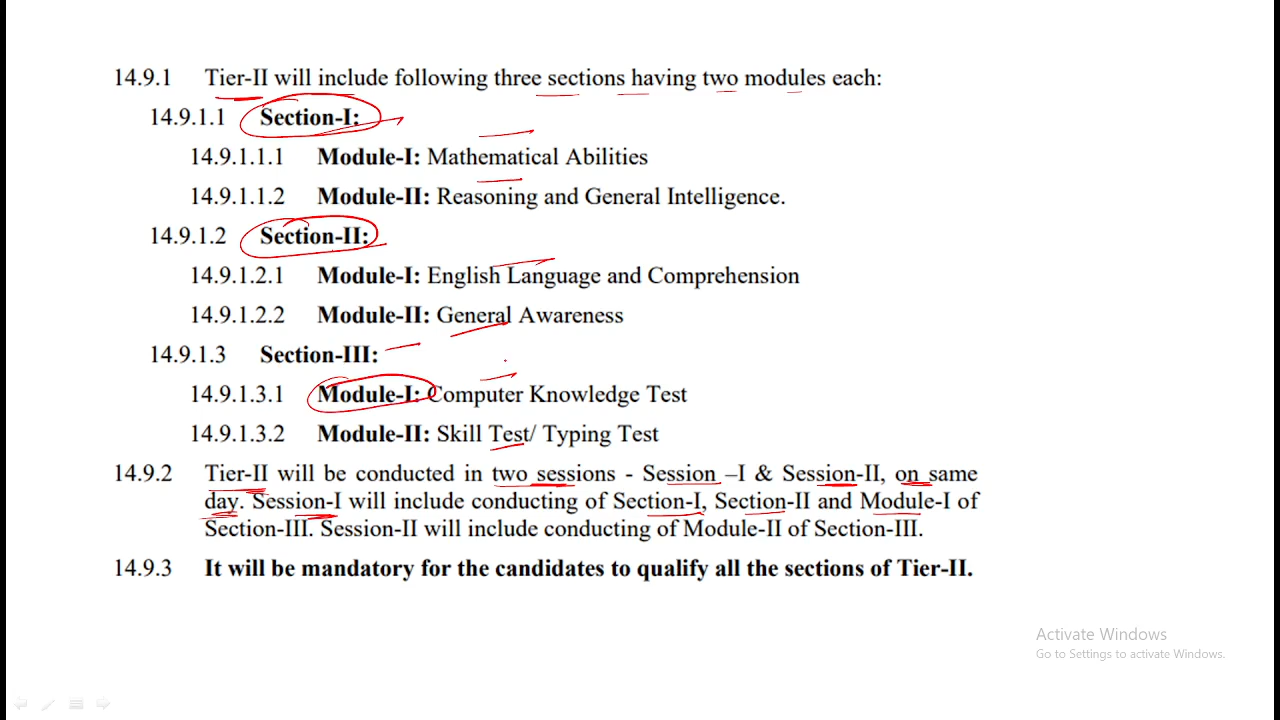 14.9.1 Tier-II will include following three sections having two modules each:
14.9.1.1 Section-I:
14.9.1.1.1 Module-I: Mathematical Abilities
14.9.1.1.2 Module-II: Reasoning and General Intelligence.
14.9.1.2 Section-II:
14.9.1.2.1 Module-I: English Language and Comprehension
14.9.1.2.2 Module-II: General Awareness
14.9.1.3 Section-III:
14.9.1.3.1 Module-I: Computer Knowledge Test
14.9.1.3.2 Module-II: Skill Test/ Typing Test
14.9.2 Tier-II will be conducted in two sessions - Session –I & Session-II, on same
day. Session-I will include conducting of Section-I, Section-II and Module-I of
Section-III. Session-II will include conducting of Module-II of Section-III.
14.9.3 It will be mandatory for the candidates to qualify all the sections of Tier-II.
Activate Windows
Go to Settings to activate Windows.